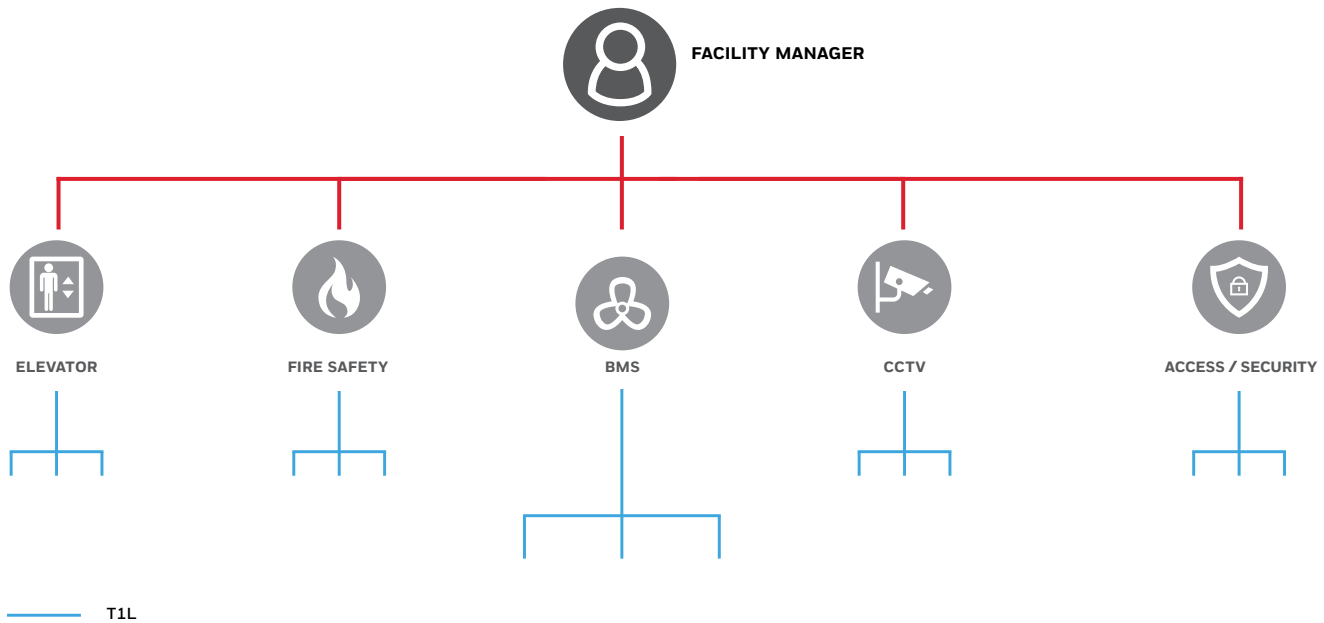 FACILITY MANAGER
ELEVATOR
FIRE SAFETY
BMS
CCTV
ACCESS / SECURITY
T1L